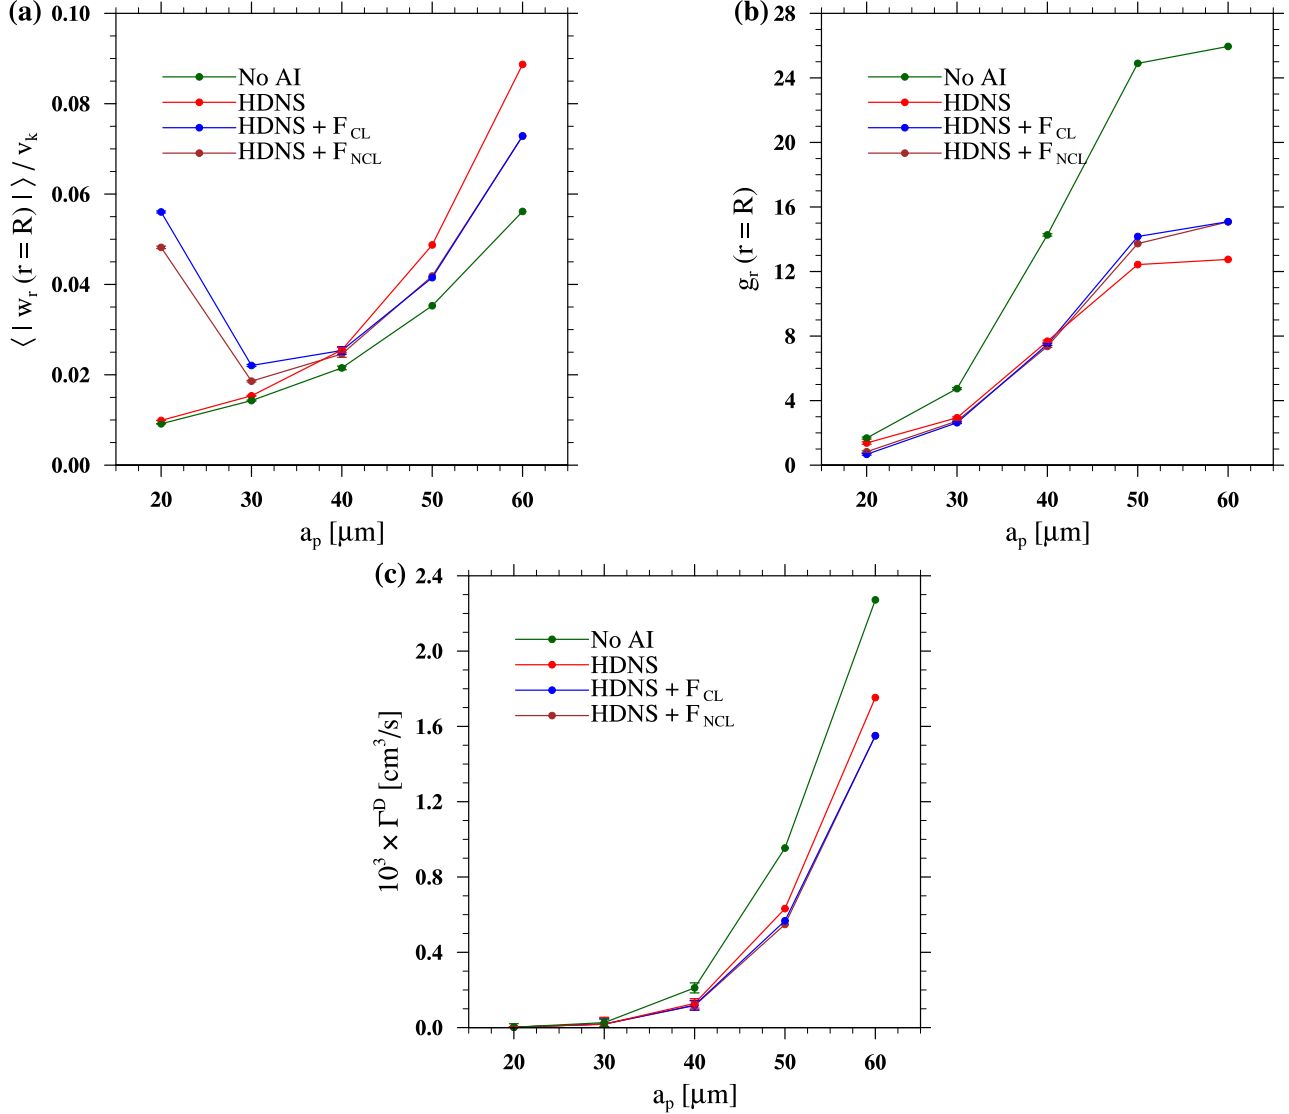 (a)
0.10
0.08
0.06
0.04
0.02
0.00
⟨ | w_r (r = R) | ⟩ / v_k
No AI
HDNS
HDNS + F_CL
HDNS + F_NCL
20 30 40 50 60
a_p [μm]
(b)
28
24
20
16
12
8
4
0
g_r (r = R)
No AI
HDNS
HDNS + F_CL
HDNS + F_NCL
20 30 40 50 60
a_p [μm]
(c)
2.4
2.0
1.6
1.2
0.8
0.4
0.0
10³ × Γ^D [cm³/s]
No AI
HDNS
HDNS + F_CL
HDNS + F_NCL
20 30 40 50 60
a_p [μm]